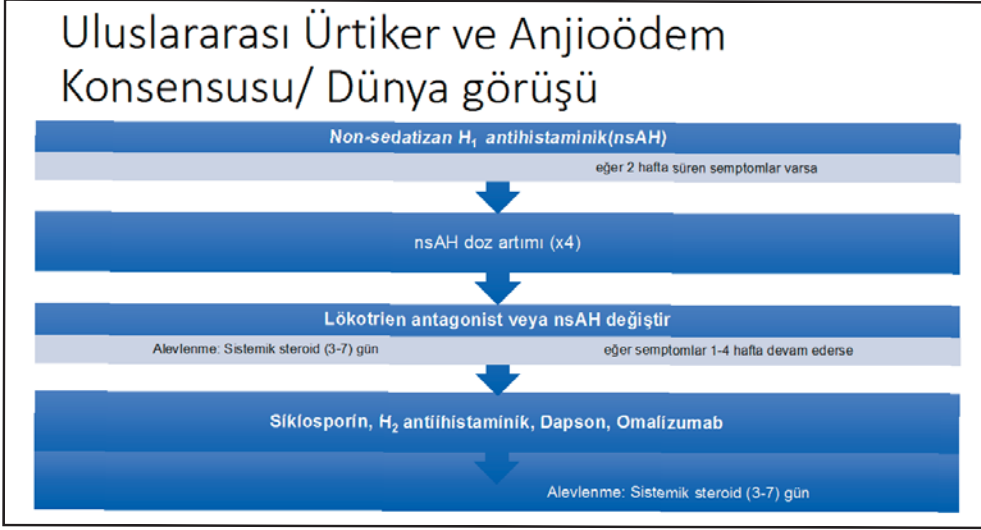 Uluslararası Ürtiker ve Anjioödem
Konsensusu/ Dünya görüşü
Non-sedatizan H₁ antihistaminik(nsAH)
eğer 2 hafta süren semptomlar varsa
nsAH doz artımı (x4)
Lökotrien antagonist veya nsAH değiştir
Alevlenme: Sistemik steroid (3-7) gün
eğer semptomlar 1-4 hafta devam ederse
Siklosporin, H₂ antiihistaminik, Dapson, Omalizumab
Alevlenme: Sistemik steroid (3-7) gün